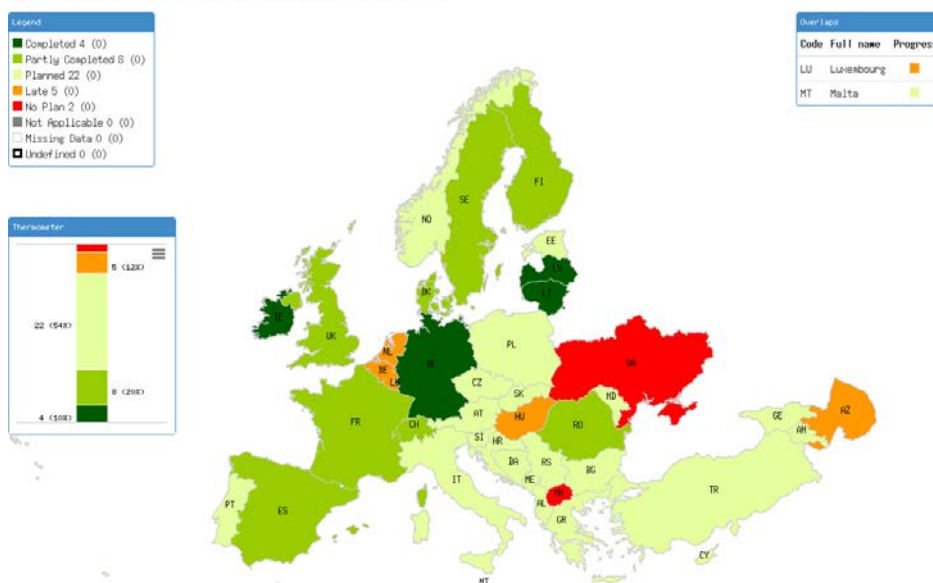 Legend
Completed 4 (0)
Partly Completed 8 (0)
Planned 22 (0)
Late 5 (0)
No Plan 2 (0)
Not Applicable 0 (0)
Missing Data 0 (0)
Undefined 0 (0)
Overlaps
Code Full name Progress
LU Luxembourg
MT Malta
Thermometer
5 (12%)
22 (54%)
8 (20%)
4 (10%)
FI
SE
NO
EE
LV
LT
DK
IE
UK
NL
BE
LU
DE
PL
UA
CZ
SK
MD
AT
HU
FR
CH
RO
GE
AZ
AM
SI
HR
BA
RS
BG
ME
IT
MK
TR
PT
ES
AL
GR
CY
MT